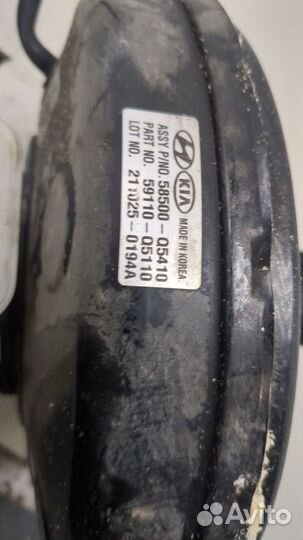 KIA MADE IN KOREA
ASSY P/NO. 58500-Q5410
PART NO. 59110-Q5110
LOT NO. 211025-0194A
Avito